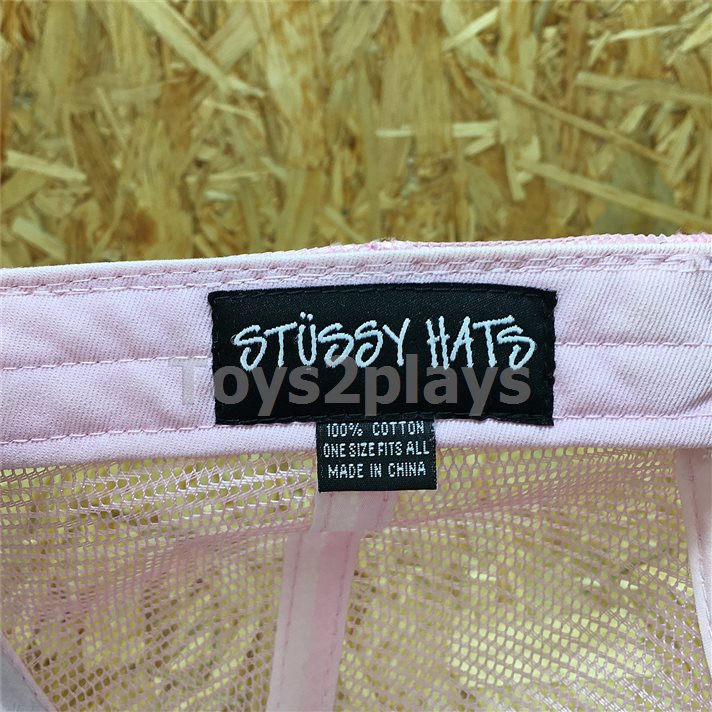 STÜSSY HATS
Toys2plays
100% COTTON
ONE SIZE FITS ALL
MADE IN CHINA